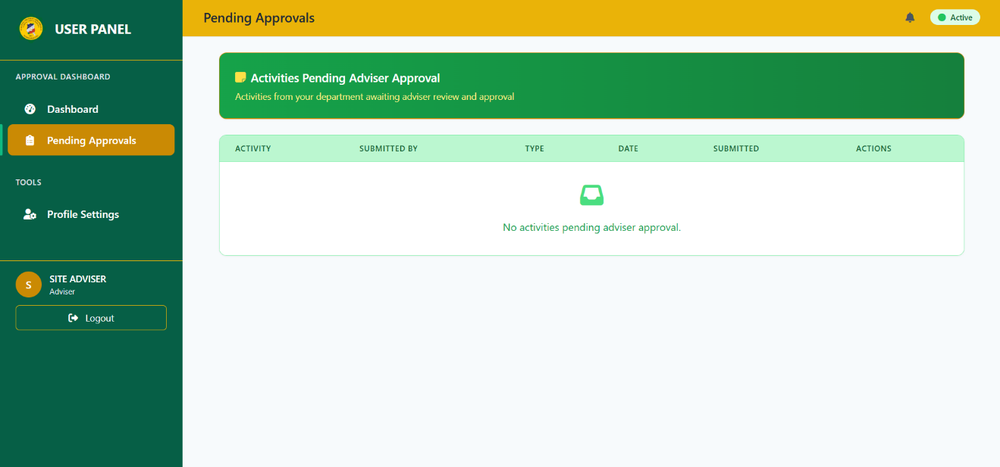 USER PANEL
APPROVAL DASHBOARD
Dashboard
Pending Approvals
TOOLS
Profile Settings
S
SITE ADVISER
Adviser
Logout
Pending Approvals
Active
Activities Pending Adviser Approval
Activities from your department awaiting adviser review and approval
ACTIVITY SUBMITTED BY TYPE DATE SUBMITTED ACTIONS
No activities pending adviser approval.